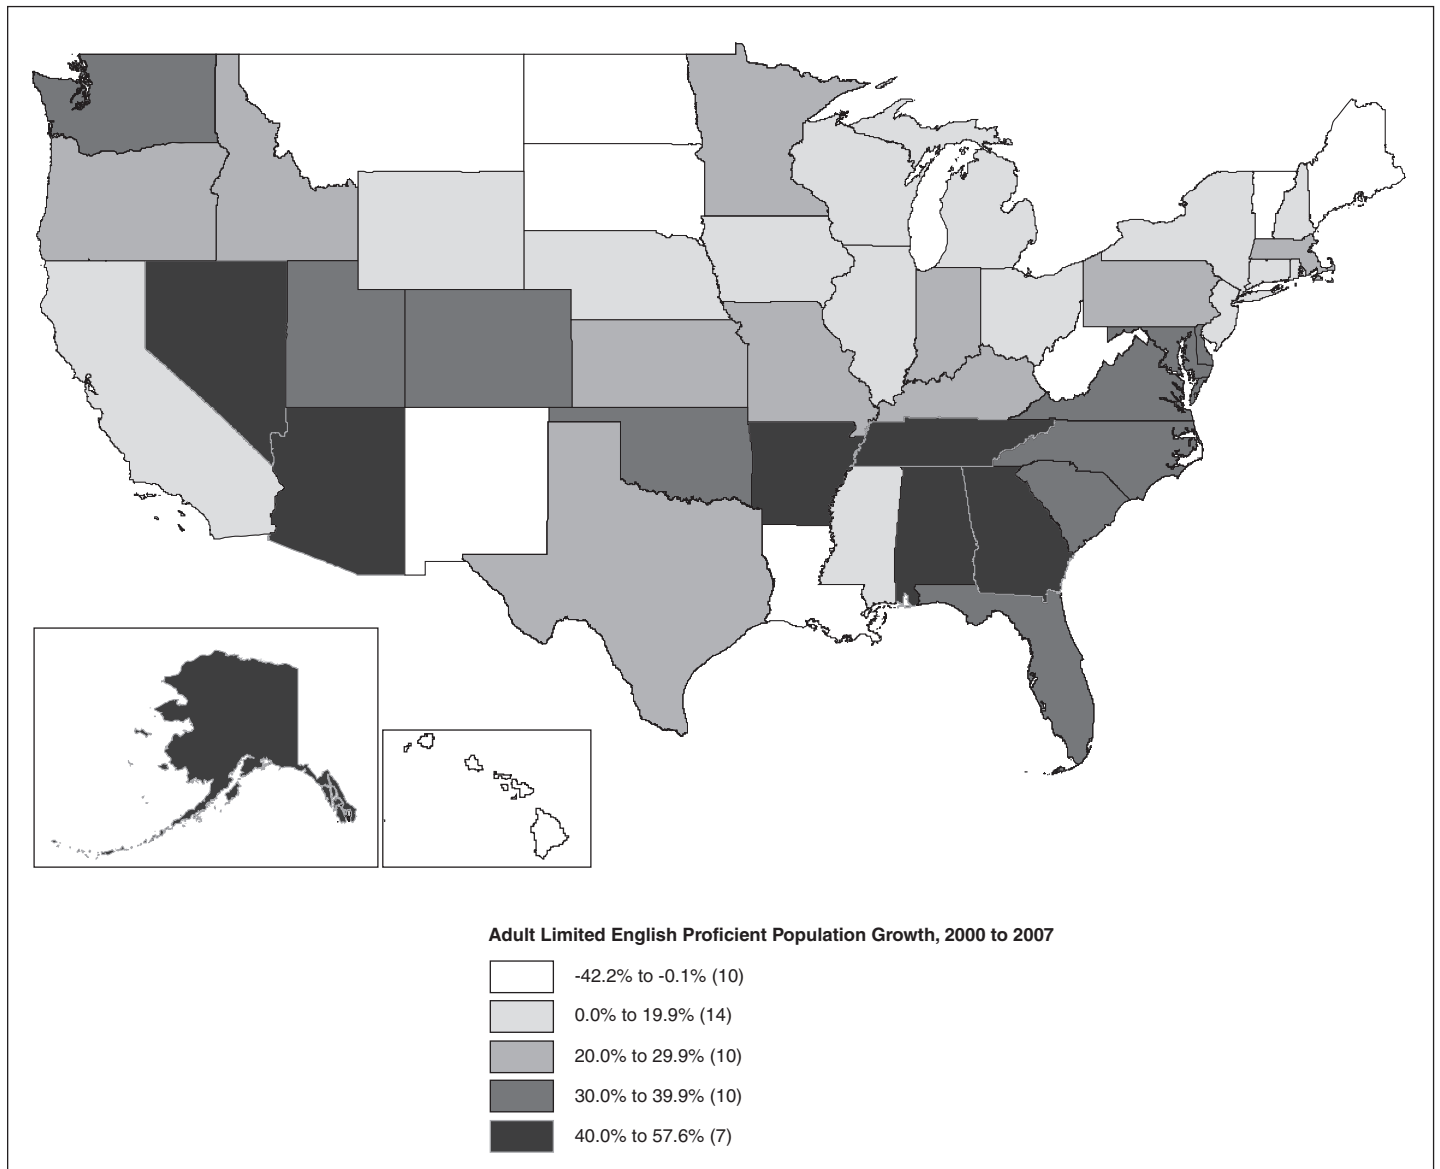 Adult Limited English Proficient Population Growth, 2000 to 2007
-42.2% to -0.1% (10)
0.0% to 19.9% (14)
20.0% to 29.9% (10)
30.0% to 39.9% (10)
40.0% to 57.6% (7)